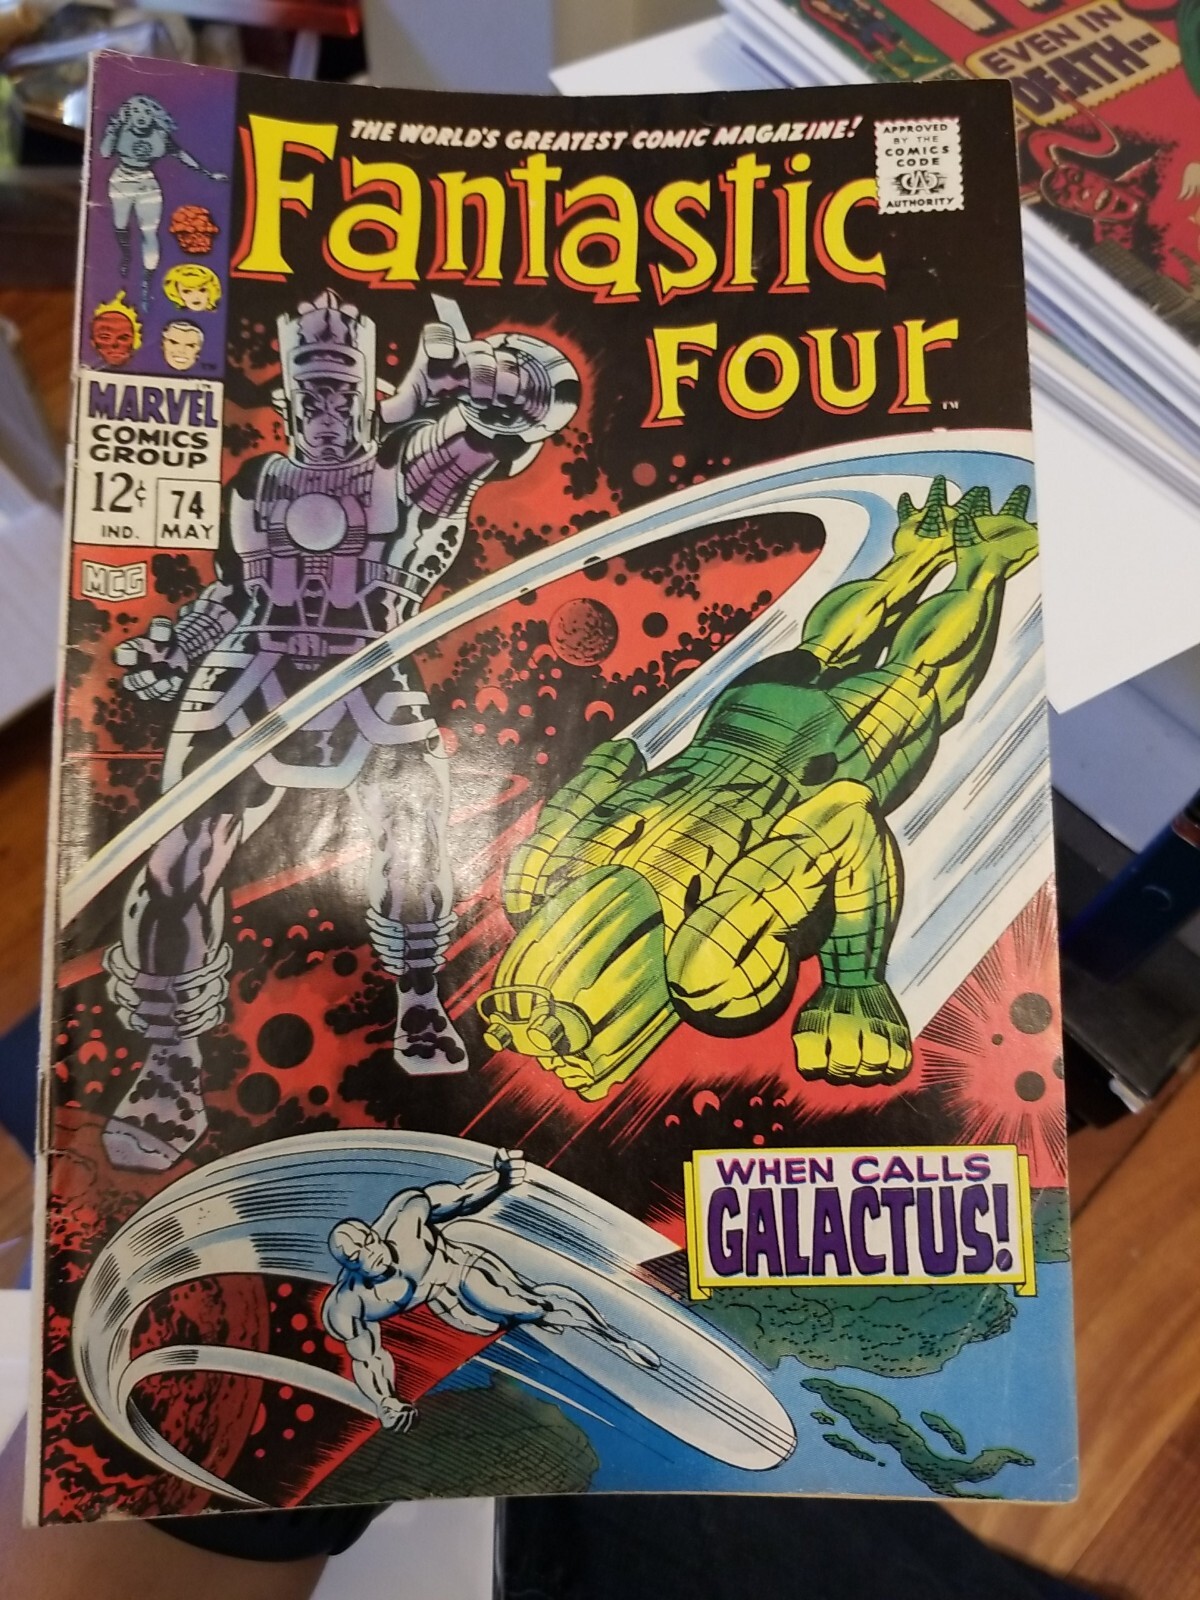 THE WORLD'S GREATEST COMIC MAGAZINE!
Fantastic
Four
TM
APPROVED
BY THE
COMICS
CODE
CA
AUTHORITY
TM
MARVEL
COMICS
GROUP
12¢
IND.
74
MAY
MCG
WHEN CALLS
GALACTUS!
EVEN IN
DEATH--